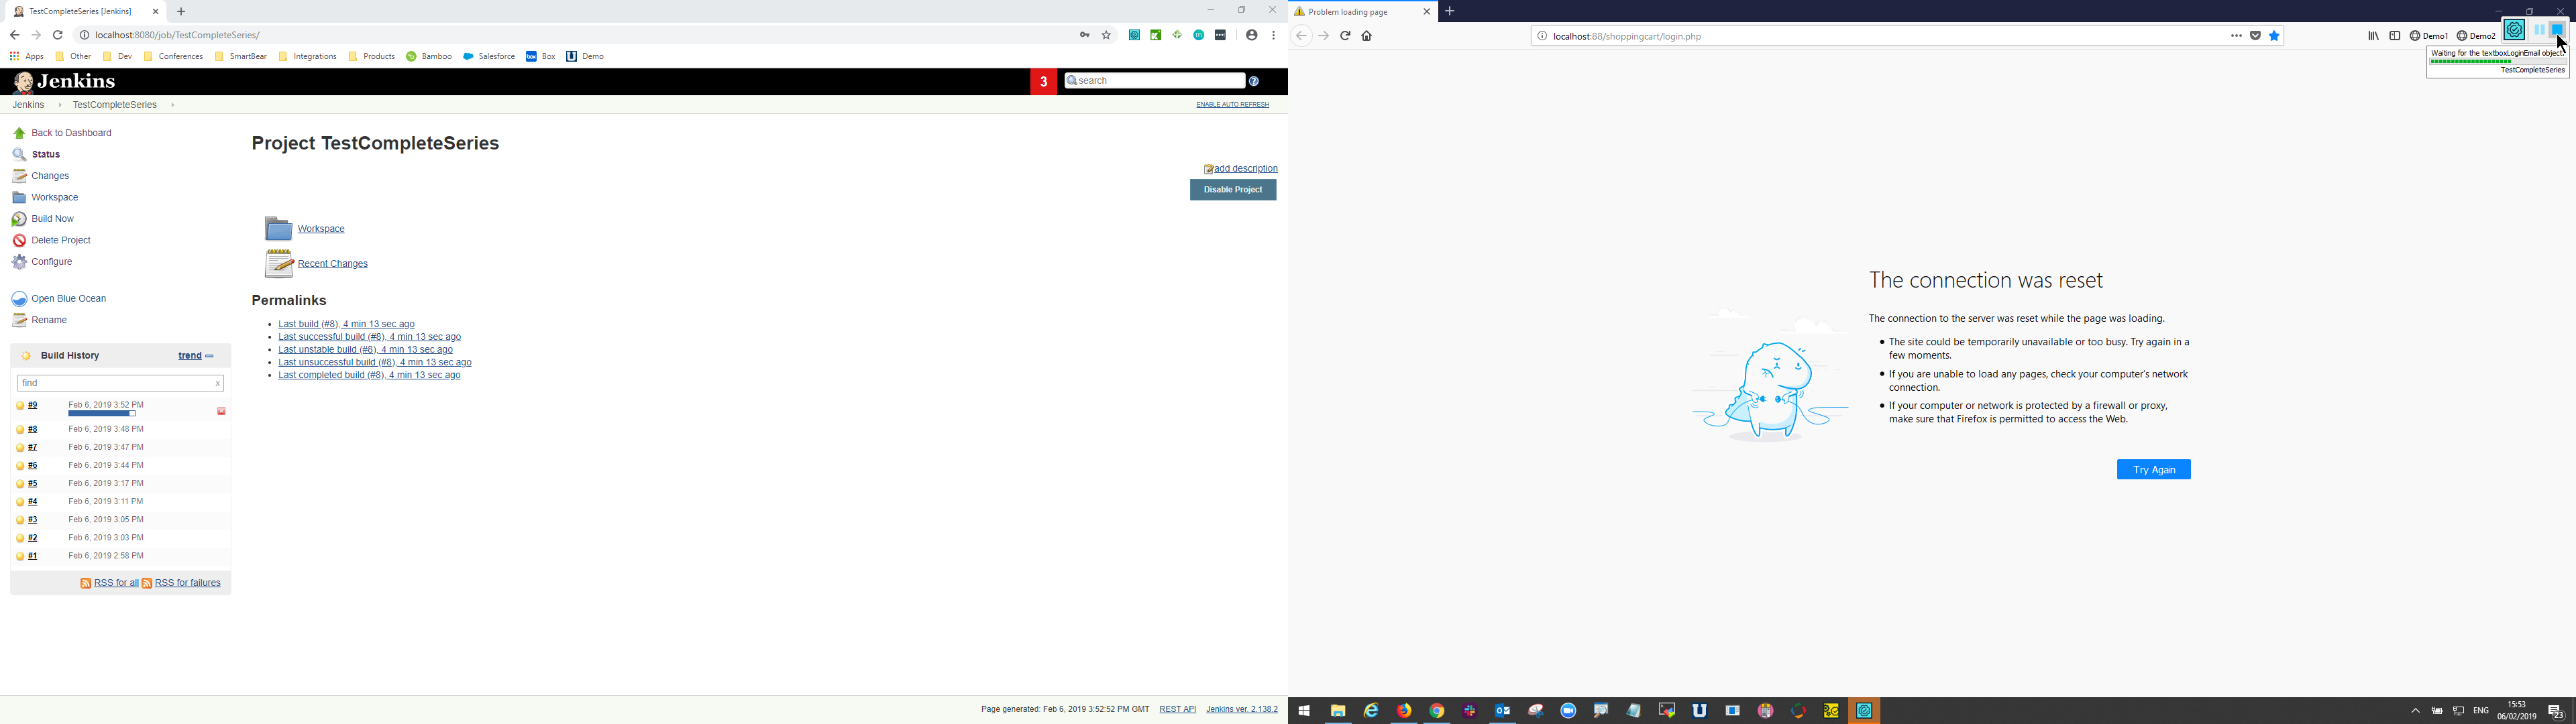 TestCompleteSeries [Jenkins]
localhost:8080/job/TestCompleteSeries/
Apps Other Dev Conferences SmartBear Integrations Products Bamboo Salesforce Box Demo
Jenkins
3
search
Jenkins TestCompleteSeries
ENABLE AUTO REFRESH
Back to Dashboard
Status
Changes
Workspace
Build Now
Delete Project
Configure
Open Blue Ocean
Rename
Build History trend
find x
#9 Feb 6, 2019 3:52 PM
#8 Feb 6, 2019 3:48 PM
#7 Feb 6, 2019 3:47 PM
#6 Feb 6, 2019 3:44 PM
#5 Feb 6, 2019 3:17 PM
#4 Feb 6, 2019 3:11 PM
#3 Feb 6, 2019 3:05 PM
#2 Feb 6, 2019 3:03 PM
#1 Feb 6, 2019 2:58 PM
RSS for all RSS for failures
Project TestCompleteSeries
add description
Disable Project
Workspace
Recent Changes
Permalinks
Last build (#8), 4 min 13 sec ago
Last successful build (#8), 4 min 13 sec ago
Last unstable build (#8), 4 min 13 sec ago
Last unsuccessful build (#8), 4 min 13 sec ago
Last completed build (#8), 4 min 13 sec ago
Page generated: Feb 6, 2019 3:52:52 PM GMT REST API Jenkins ver. 2.138.2
Problem loading page
localhost:88/shoppingcart/login.php
Demo1 Demo2
Waiting for the textboxLoginEmail object
TestCompleteSeries
The connection was reset
The connection to the server was reset while the page was loading.
The site could be temporarily unavailable or too busy. Try again in a
few moments.
If you are unable to load any pages, check your computer's network
connection.
If your computer or network is protected by a firewall or proxy,
make sure that Firefox is permitted to access the Web.
Try Again
ENG
15:53
06/02/2019
23